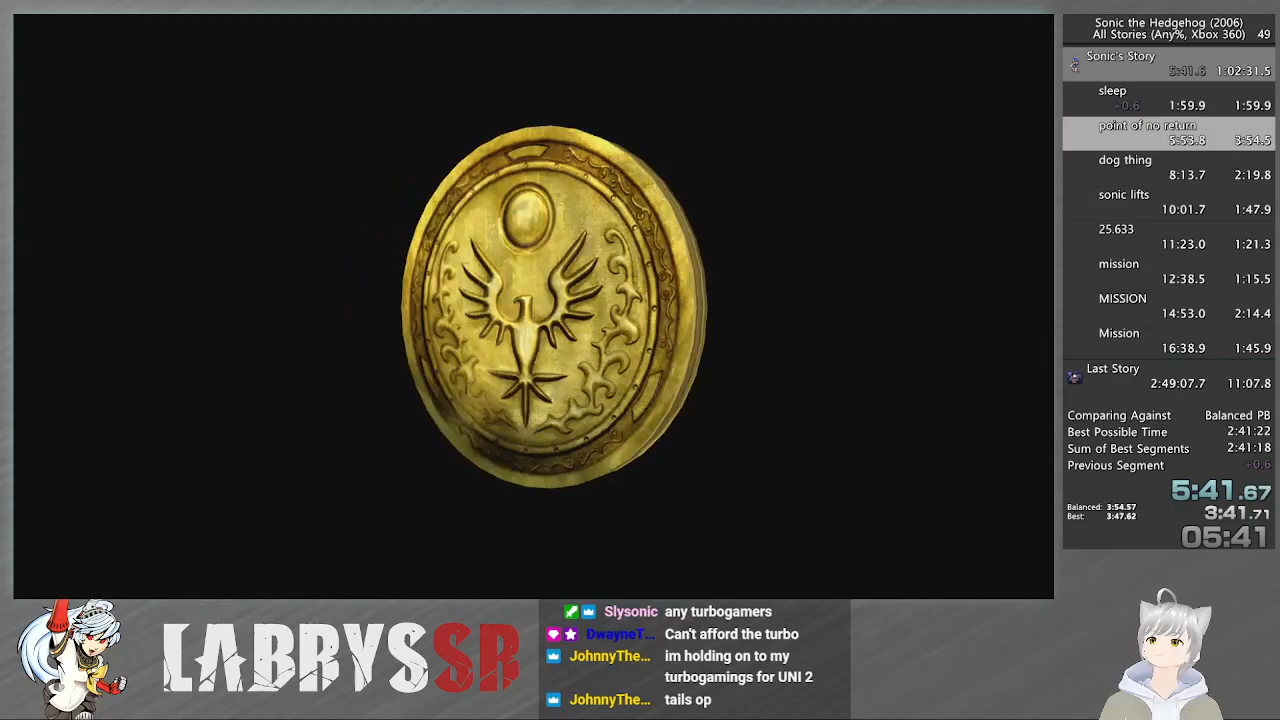 Sonic the Hedgehog (2006)
All Stories (Any%, Xbox 360) 49
Sonic's Story
5:41.6 1:02:31.5
sleep
+0.6 1:59.9 1:59.9
point of no return
5:53.8 3:54.5
dog thing
8:13.7 2:19.8
sonic lifts
10:01.7 1:47.9
25.633
11:23.0 1:21.3
mission
12:38.5 1:15.5
MISSION
14:53.0 2:14.4
Mission
16:38.9 1:45.9
Last Story
2:49:07.7 11:07.8
Comparing Against Balanced PB
Best Possible Time 2:41:22
Sum of Best Segments 2:41:18
Previous Segment +0.6
5:41.67
Balanced: 3:54.57
Best: 3:47.62
3:41.71
05:41
LABRYSSR
Slysonic any turbogamers
DwayneT... Can't afford the turbo
JohnnyThe... im holding on to my
turbogamings for UNI 2
JohnnyThe... tails op